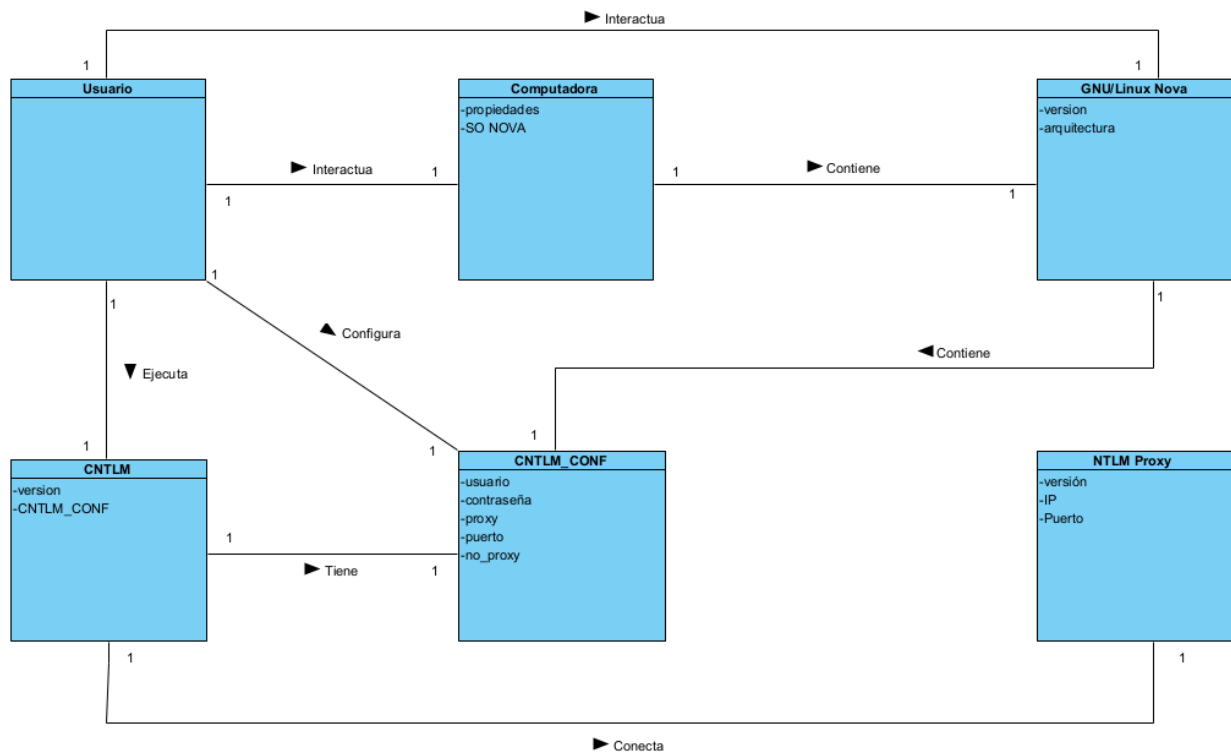 Interactua
1
1
Usuario
Computadora
-propiedades
-SO NOVA
GNU/Linux Nova
-version
-arquitectura
Interactua
1
1
Contiene
1
1
1
1
1
Configura
Contiene
Ejecuta
1
1
1
CNTLM
-version
-CNTLM_CONF
CNTLM_CONF
-usuario
-contraseña
-proxy
-puerto
-no_proxy
NTLM Proxy
-versión
-IP
-Puerto
1
Tiene
1
1
1
Conecta